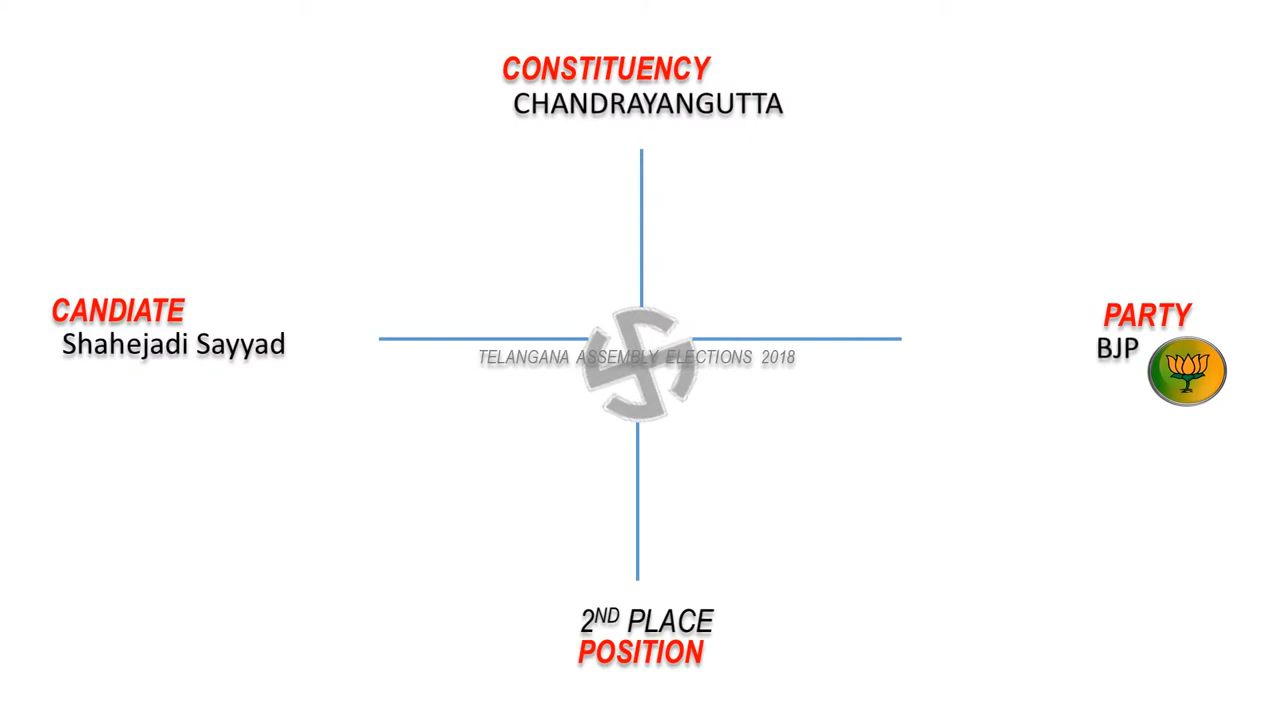 CONSTITUENCY
CHANDRAYANGUTTA
CANDIATE
Shahejadi Sayyad
PARTY
BJP
TELANGANA ASSEMBLY ELECTIONS 2018
2ND PLACE
POSITION